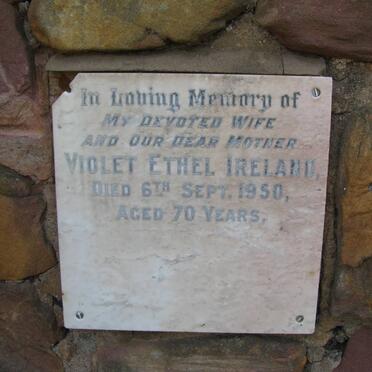 In Loving Memory of
MY DEVOTED WIFE
AND OUR DEAR MOTHER
VIOLET ETHEL IRELAND,
DIED 6TH SEPT. 1950,
AGED 70 YEARS.